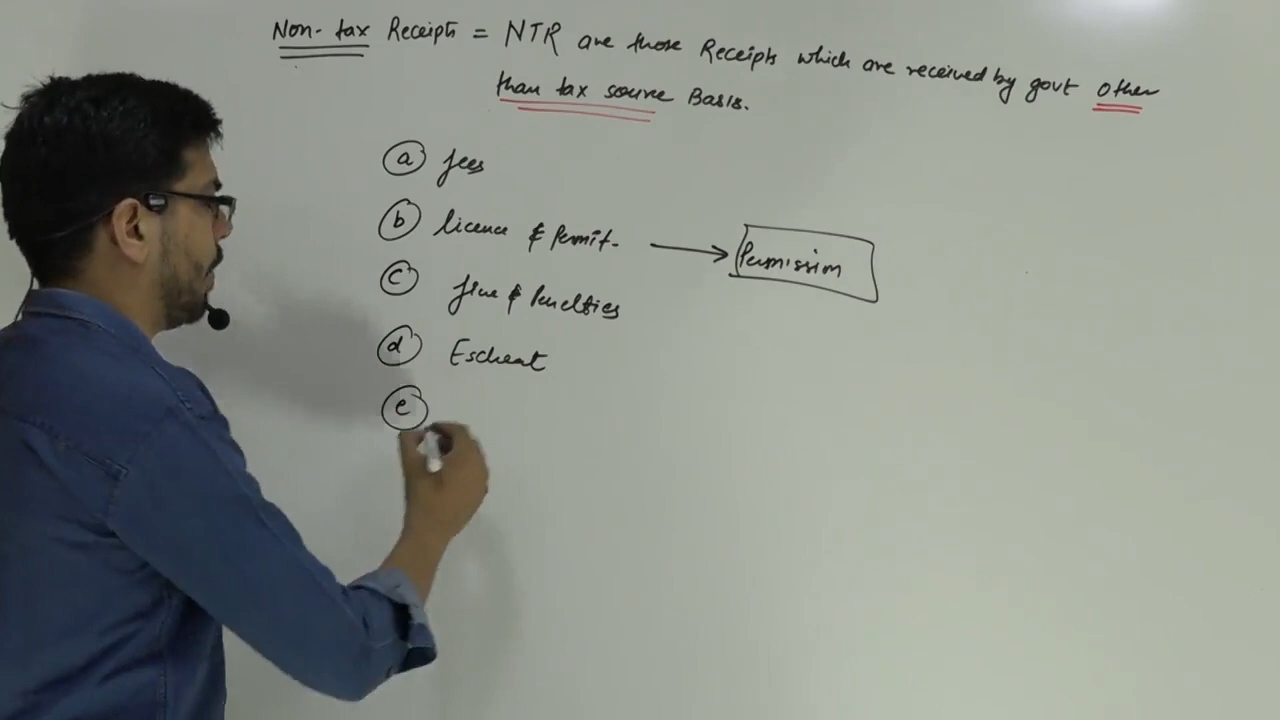 Non-tax Receipts = NTR are those Receipts which are received by govt Other
than tax source Basis.
(a) fees
(b) licence & Permit. → Permission
(c) fine & Penelties
(d) Escheat
(e)